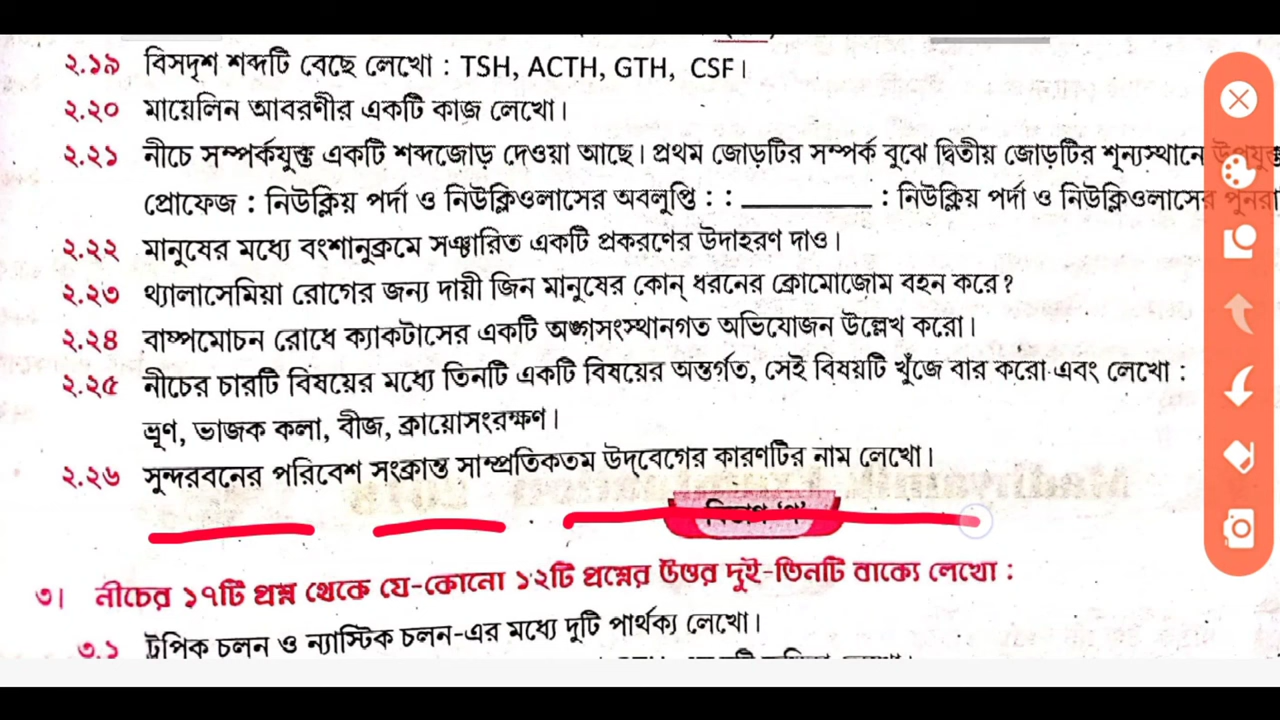 ২.১৯ বিসদৃশ শব্দটি বেছে লেখো : TSH, ACTH, GTH, CSF।
২.২০ মায়েলিন আবরণীর একটি কাজ লেখো।
২.২১ নীচে সম্পর্কযুক্ত একটি শব্দজোড় দেওয়া আছে। প্রথম জোড়টির সম্পর্ক বুঝে দ্বিতীয় জোড়টির শূন্যস্থানে
প্রোফেজ : নিউক্লিয় পর্দা ও নিউক্লিওলাসের অবলুপ্তি : : ________ : নিউক্লিয় পর্দা ও নিউক্লিওলাসের
২.২২ মানুষের মধ্যে বংশানুক্রমে সঞ্চারিত একটি প্রকরণের উদাহরণ দাও।
২.২৩ থ্যালাসেমিয়া রোগের জন্য দায়ী জিন মানুষের কোন্ ধরনের ক্রোমোজোম বহন করে?
২.২৪ বাষ্পমোচন রোধে ক্যাকটাসের একটি অঙ্গসংস্থানগত অভিযোজন উল্লেখ করো।
২.২৫ নীচের চারটি বিষয়ের মধ্যে তিনটি একটি বিষয়ের অন্তর্গত, সেই বিষয়টি খুঁজে বার করো এবং লেখো :
ভ্রূণ, ভাজক কলা, বীজ, ক্রায়োসংরক্ষণ।
২.২৬ সুন্দরবনের পরিবেশ সংক্রান্ত সাম্প্রতিকতম উদ্‌বেগের কারণটির নাম লেখো।
৩। নীচের ১৭টি প্রশ্ন থেকে যে-কোনো ১২টি প্রশ্নের উত্তর দুই-তিনটি বাক্যে লেখো :
৩.১ ট্রপিক চলন ও ন্যাস্টিক চলন-এর মধ্যে দুটি পার্থক্য লেখো।